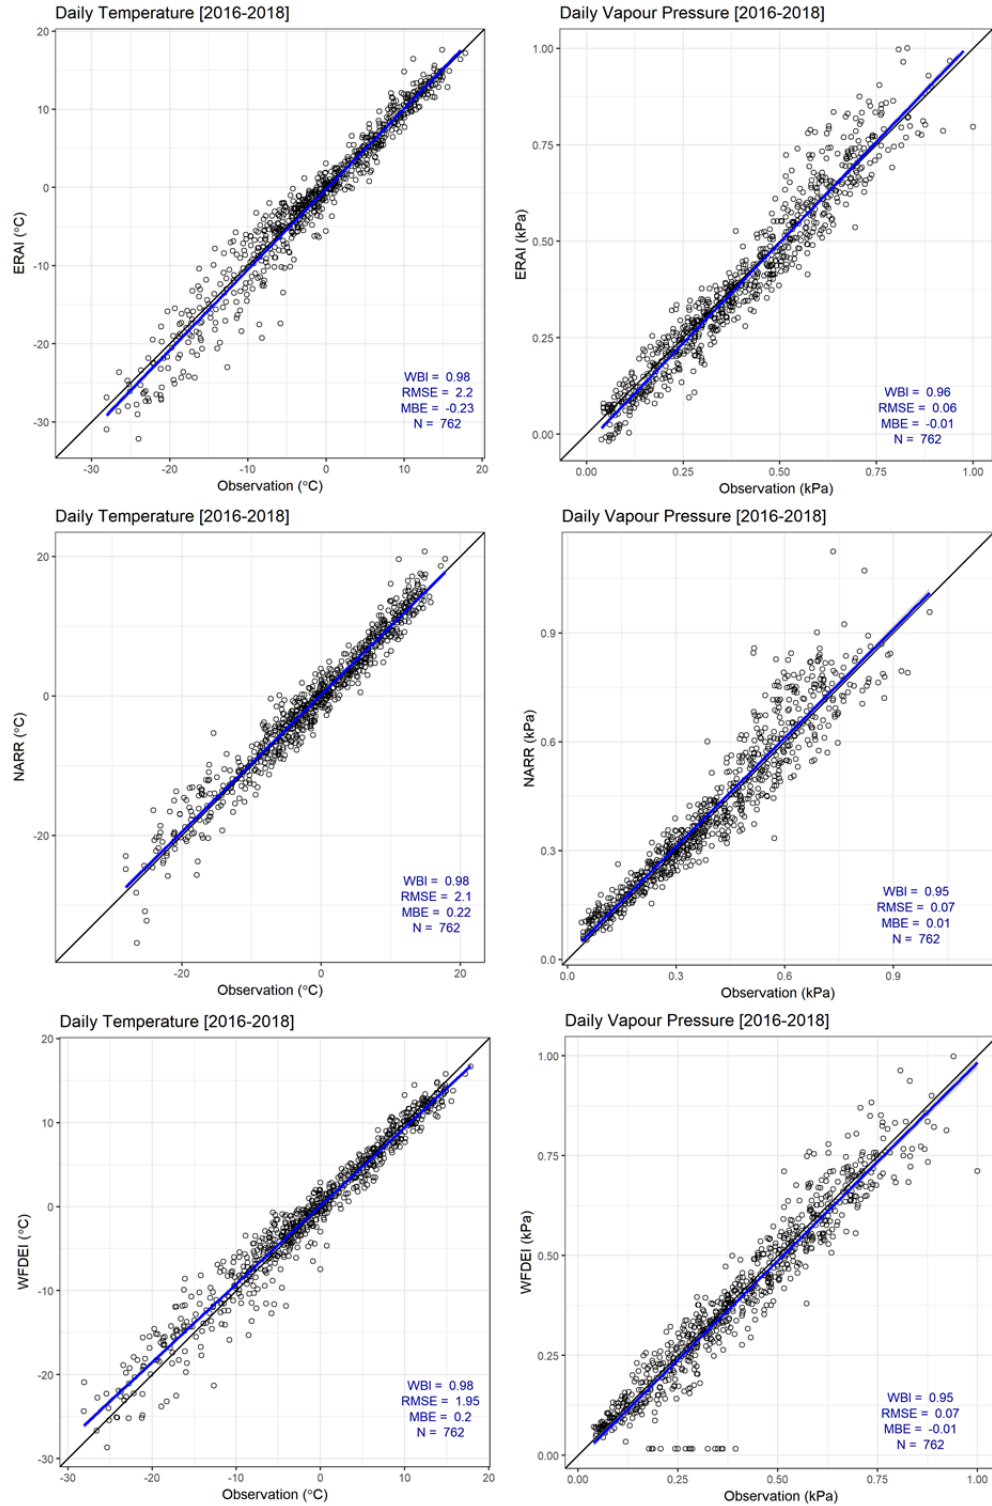 Daily Temperature [2016-2018]
20
10
0
-10
-20
-30
ERAI (°C)
WBI = 0.98
RMSE = 2.2
MBE = -0.23
N = 762
-30 -20 -10 0 10 20
Observation (°C)
Daily Vapour Pressure [2016-2018]
1.00
0.75
0.50
0.25
0.00
ERAI (kPa)
WBI = 0.96
RMSE = 0.06
MBE = -0.01
N = 762
0.00 0.25 0.50 0.75 1.00
Observation (kPa)
Daily Temperature [2016-2018]
20
0
-20
NARR (°C)
WBI = 0.98
RMSE = 2.1
MBE = 0.22
N = 762
-20 0 20
Observation (°C)
Daily Vapour Pressure [2016-2018]
0.9
0.6
0.3
0.0
NARR (kPa)
WBI = 0.95
RMSE = 0.07
MBE = 0.01
N = 762
0.0 0.3 0.6 0.9
Observation (kPa)
Daily Temperature [2016-2018]
20
10
0
-10
-20
-30
WFDEI (°C)
WBI = 0.98
RMSE = 1.95
MBE = 0.2
N = 762
-30 -20 -10 0 10 20
Observation (°C)
Daily Vapour Pressure [2016-2018]
1.00
0.75
0.50
0.25
0.00
WFDEI (kPa)
WBI = 0.95
RMSE = 0.07
MBE = -0.01
N = 762
0.00 0.25 0.50 0.75 1.00
Observation (kPa)